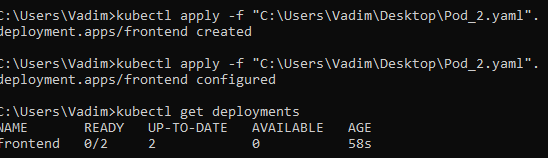 C:\Users\Vadim>kubectl apply -f "C:\Users\Vadim\Desktop\Pod_2.yaml".
deployment.apps/frontend created
C:\Users\Vadim>kubectl apply -f "C:\Users\Vadim\Desktop\Pod_2.yaml".
deployment.apps/frontend configured
C:\Users\Vadim>kubectl get deployments
NAME READY UP-TO-DATE AVAILABLE AGE
frontend 0/2 2 0 58s